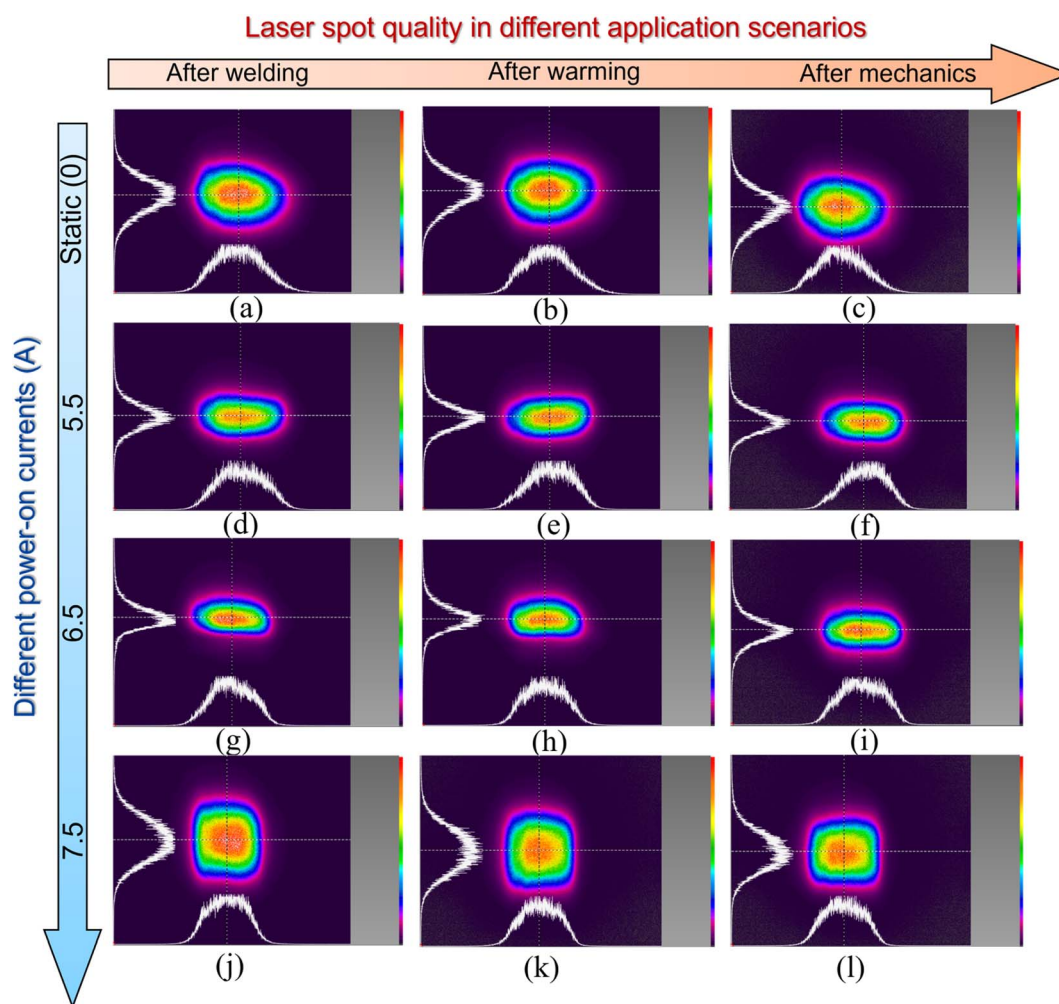 Laser spot quality in different application scenarios
After welding
After warming
After mechanics
Different power-on currents (A)
Static (0)
(a)
(b)
(c)
5.5
(d)
(e)
(f)
6.5
(g)
(h)
(i)
7.5
(j)
(k)
(l)